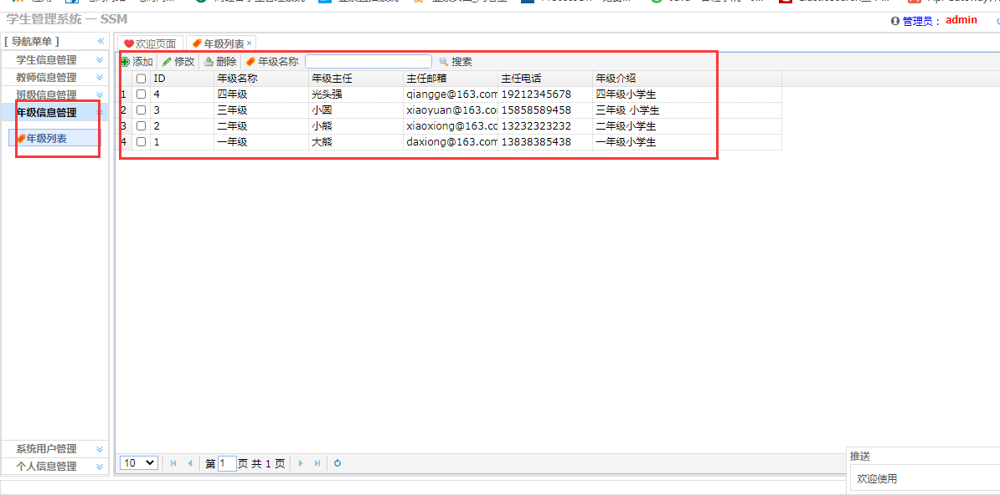 学生管理系统 — SSM
管理员： admin
[ 导航菜单 ]
学生信息管理
教师信息管理
班级信息管理
年级信息管理
年级列表
系统用户管理
个人信息管理
欢迎页面 年级列表
添加 修改 删除 年级名称 搜索
ID 年级名称 年级主任 主任邮箱 主任电话 年级介绍
1 4 四年级 光头强 qiangge@163.com 19212345678 四年级小学生
2 3 三年级 小圆 xiaoyuan@163.com 15858589458 三年级 小学生
3 2 二年级 小熊 xiaoxiong@163.com 13232323232 二年级小学生
4 1 一年级 大熊 daxiong@163.com 13838385438 一年级小学生
10 第 1 页 共 1 页
推送
欢迎使用